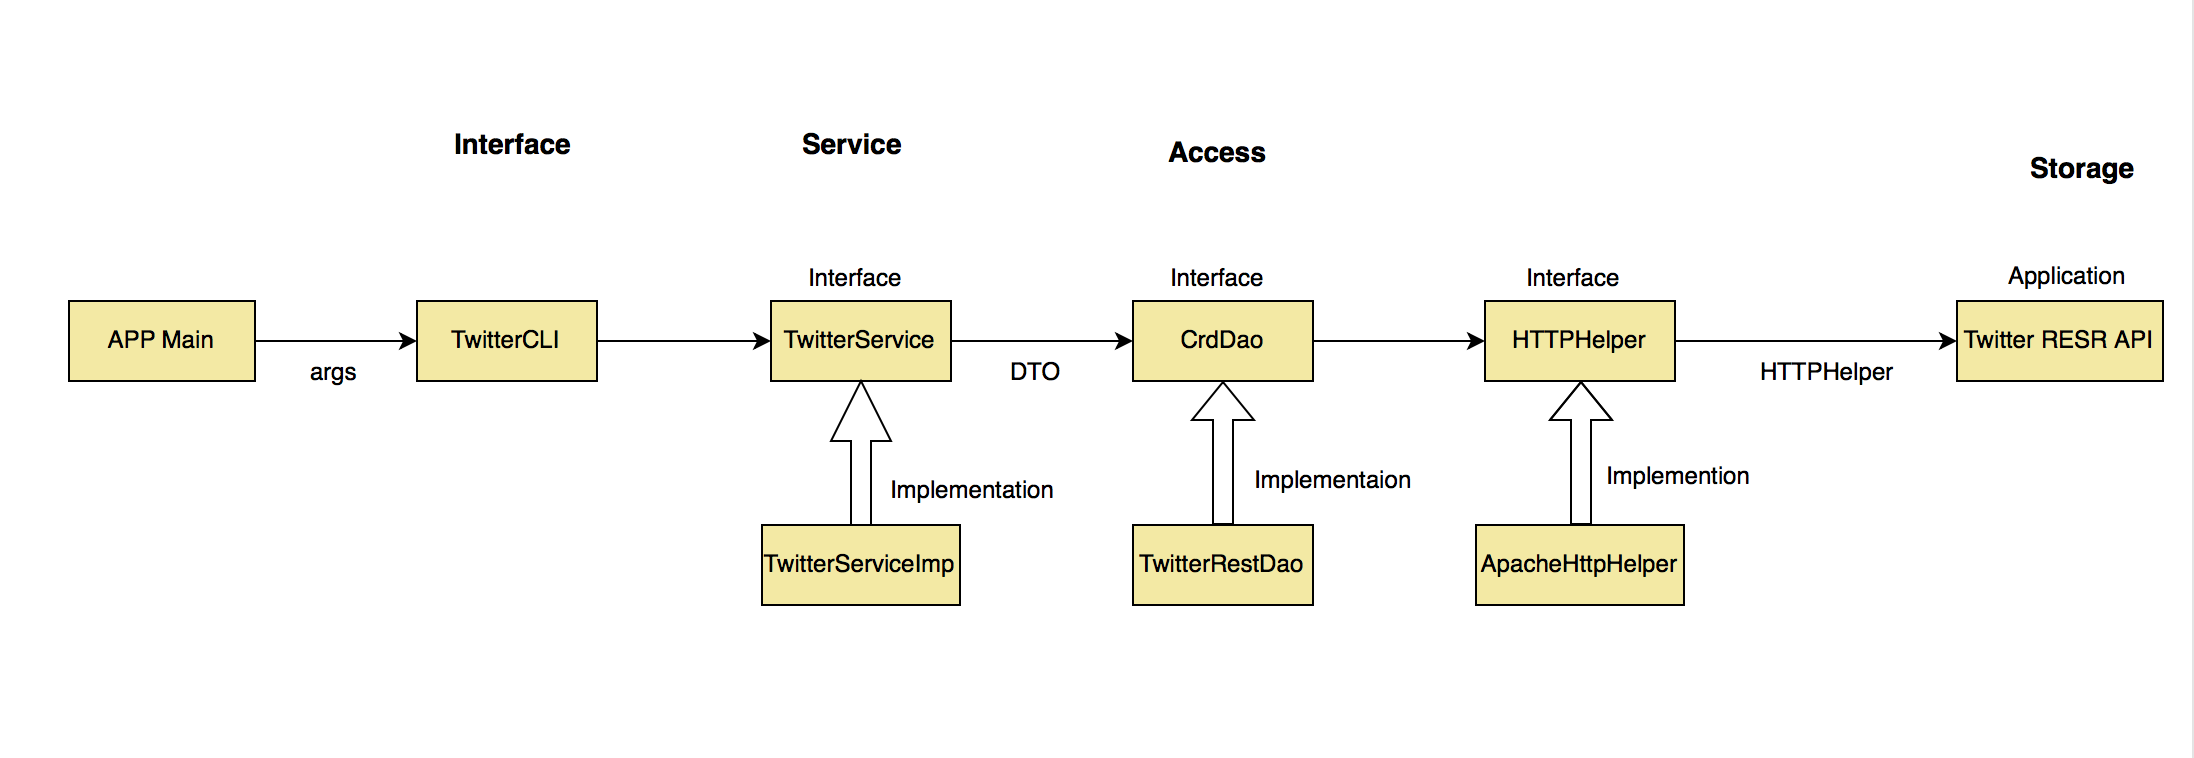 Interface
Service
Access
Storage
Interface
Interface
Interface
Application
APP Main
TwitterCLI
TwitterService
CrdDao
HTTPHelper
Twitter RESR API
args
DTO
HTTPHelper
Implementation
Implementaion
Implemention
TwitterServiceImp
TwitterRestDao
ApacheHttpHelper